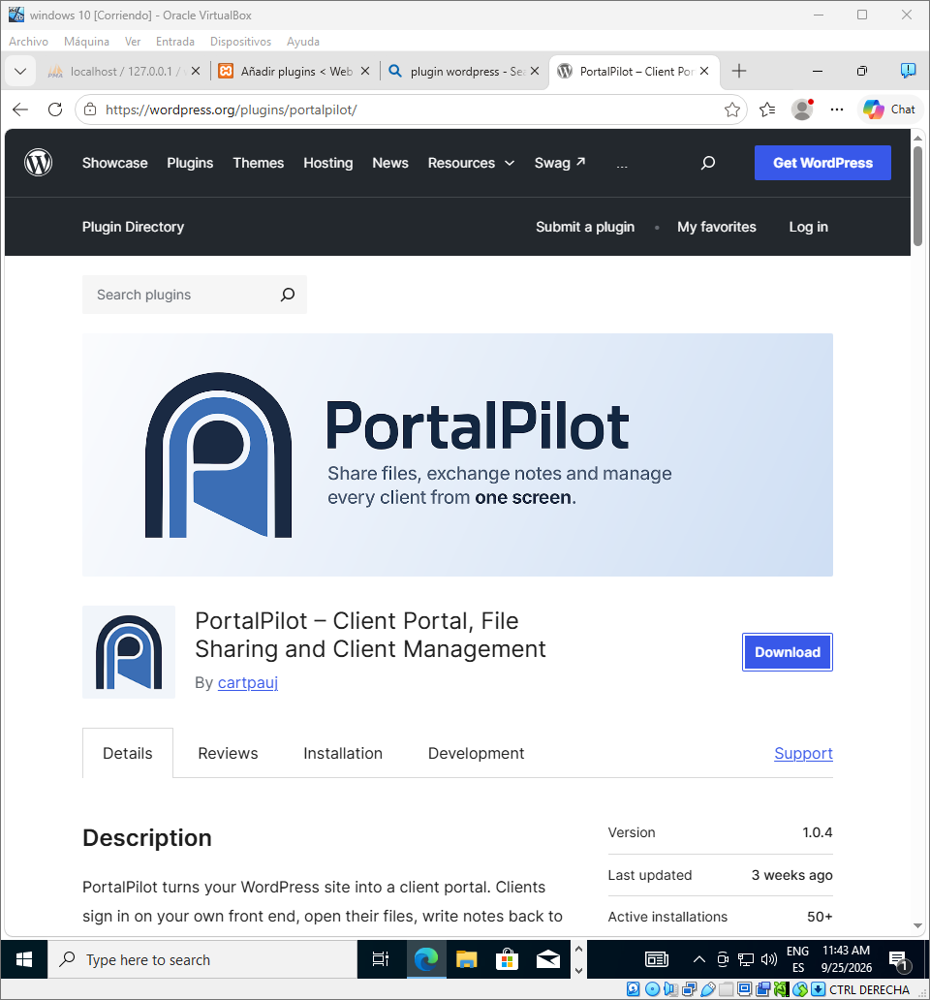 windows 10 [Corriendo] - Oracle VirtualBox
Archivo Máquina Ver Entrada Dispositivos Ayuda
PMA localhost / 127.0.0.1 / Añadir plugins < Web plugin wordpress - Sea PortalPilot – Client Por
https://wordpress.org/plugins/portalpilot/ Chat
Showcase Plugins Themes Hosting News Resources Swag ↗ ... Get WordPress
Plugin Directory Submit a plugin • My favorites Log in
Search plugins
PortalPilot
Share files, exchange notes and manage
every client from one screen.
PortalPilot – Client Portal, File
Sharing and Client Management
Download
By cartpauj
Details Reviews Installation Development Support
Description
Version 1.0.4
PortalPilot turns your WordPress site into a client portal. Clients
Last updated 3 weeks ago
sign in on your own front end, open their files, write notes back to
Active installations 50+
Type here to search
ENG 11:43 AM
ES 9/25/2026
1
CTRL DERECHA